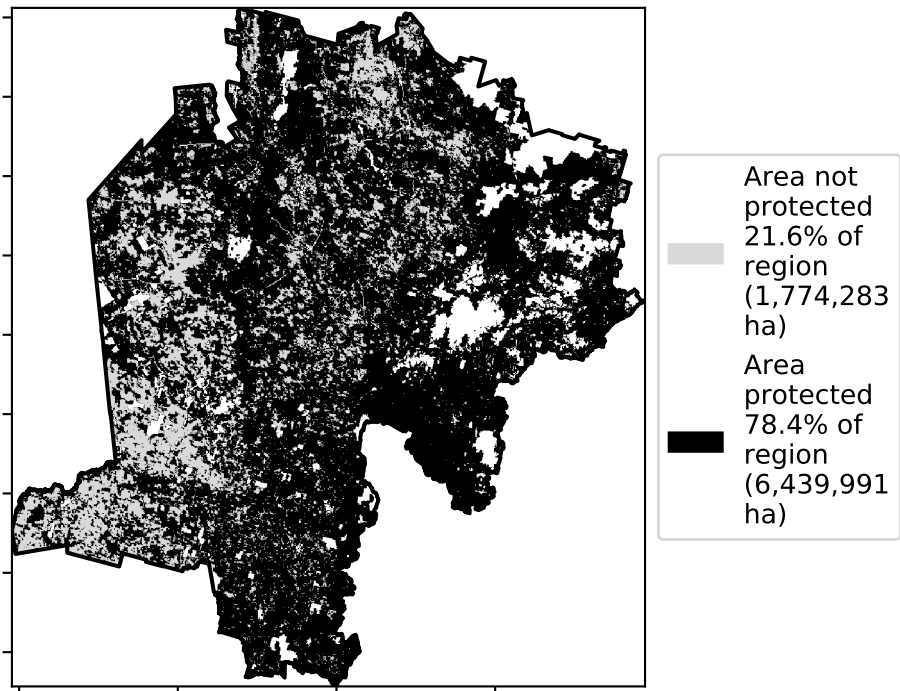 Area not
protected
21.6% of
region
(1,774,283
ha)
Area
protected
78.4% of
region
(6,439,991
ha)